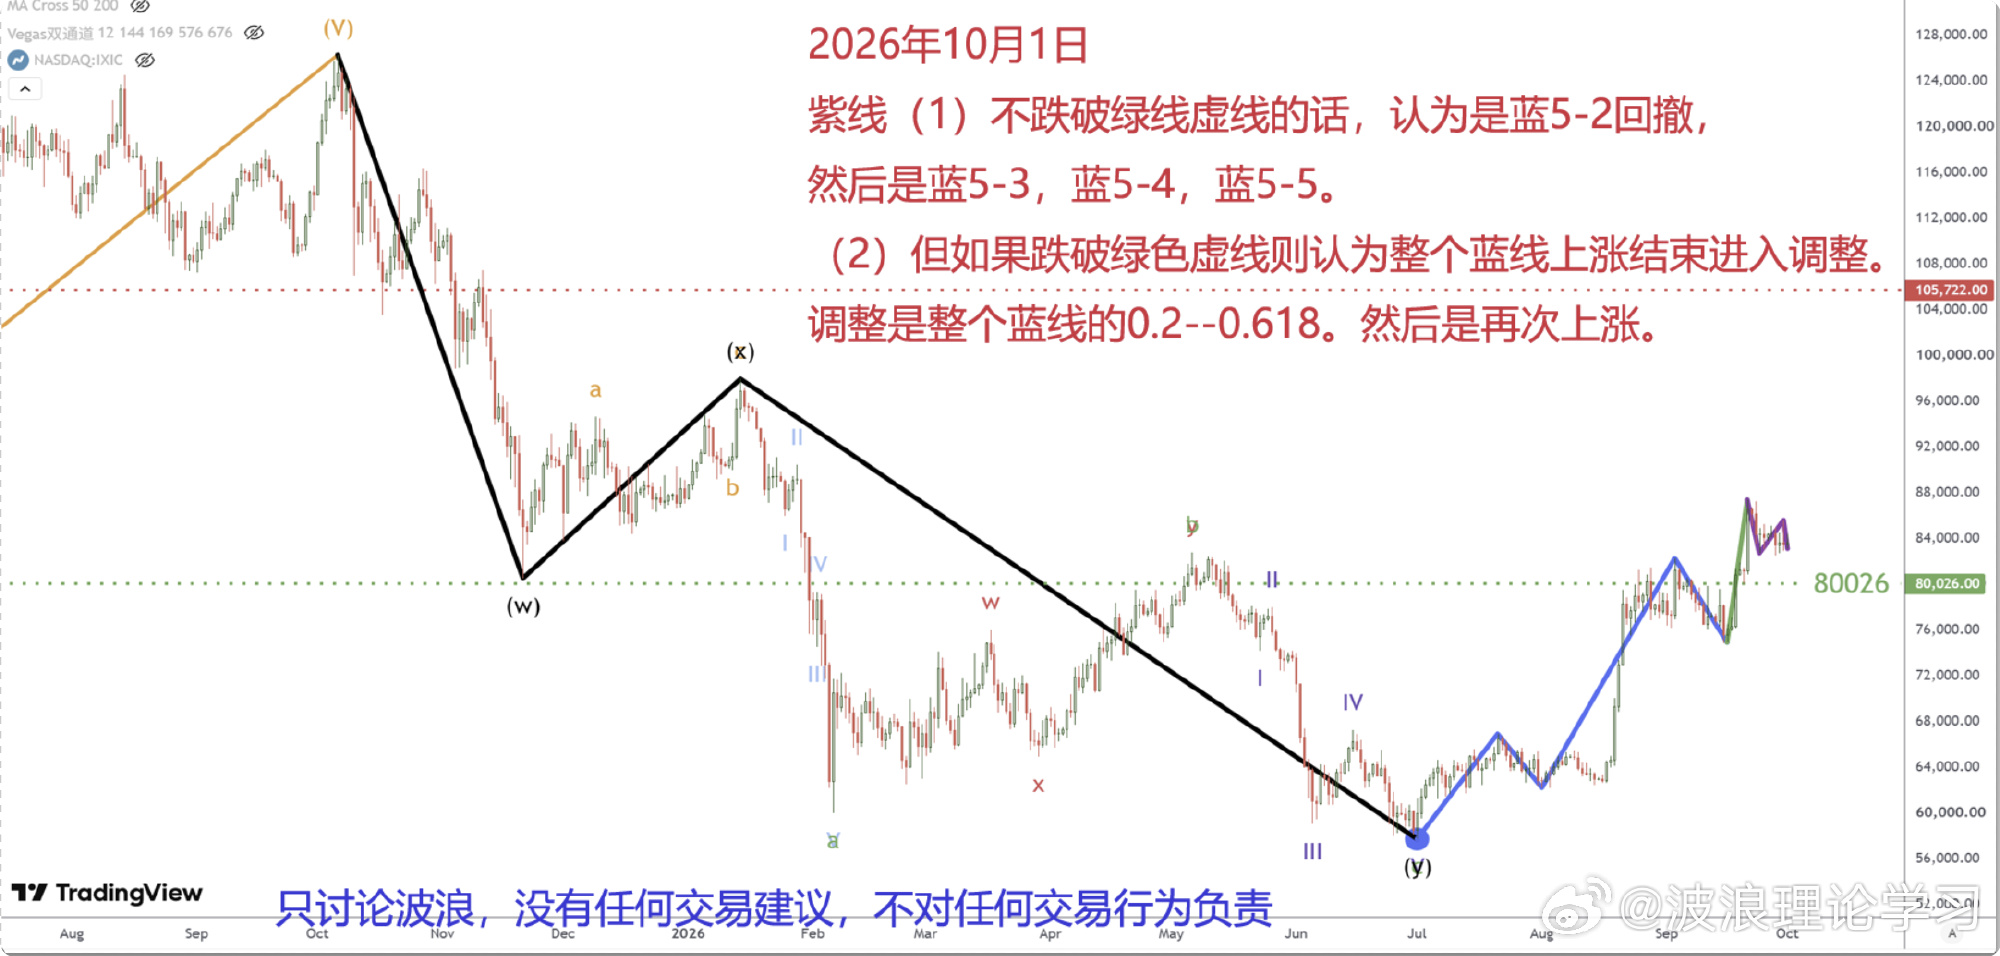 MA Cross 50 200
Vegas双通道 12 144 169 576 676
NASDAQ:IXIC
2026年10月1日
紫线（1）不跌破绿线虚线的话，认为是蓝5-2回撤，
然后是蓝5-3，蓝5-4，蓝5-5。
（2）但如果跌破绿色虚线则认为整个蓝线上涨结束进入调整。
调整是整个蓝线的0.2--0.618。然后是再次上涨。
(V)
(x)
a
b
II
I
V
III
(w)
w
x
a
y
II
I
IV
III
(y)
80026
128,000.00
124,000.00
120,000.00
116,000.00
112,000.00
108,000.00
105,722.00
104,000.00
100,000.00
96,000.00
92,000.00
88,000.00
84,000.00
80,026.00
76,000.00
72,000.00
68,000.00
64,000.00
60,000.00
56,000.00
52,000.00
TradingView
只讨论波浪，没有任何交易建议，不对任何交易行为负责
@波浪理论学习
Aug
Sep
Oct
Nov
Dec
2026
Feb
Mar
Apr
May
Jun
Jul
Aug
Sep
Oct
A